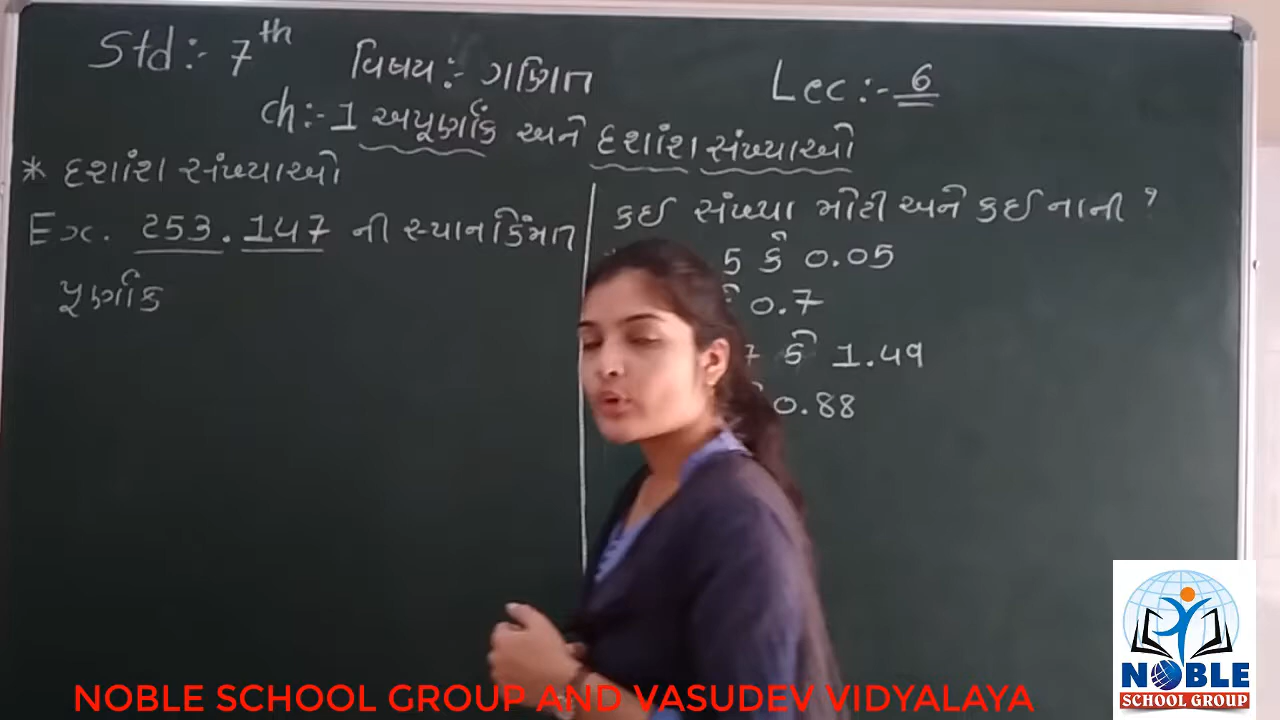 Std:- 7th
વિષય:- ગણિત
Lec:- 6
ch:- 1 અપૂર્ણાંક અને દશાંશ સંખ્યાઓ
* દશાંશ સંખ્યાઓ
Ex. 253.147 ની સ્થાનકિંમત
પૂર્ણાંક
કઈ સંખ્યા મોટી અને કઈ નાની ?
5 કે 0.05
0.7
7 કે 1.49
0.88
NOBLE
SCHOOL GROUP
NOBLE SCHOOL GROUP AND VASUDEV VIDYALAYA